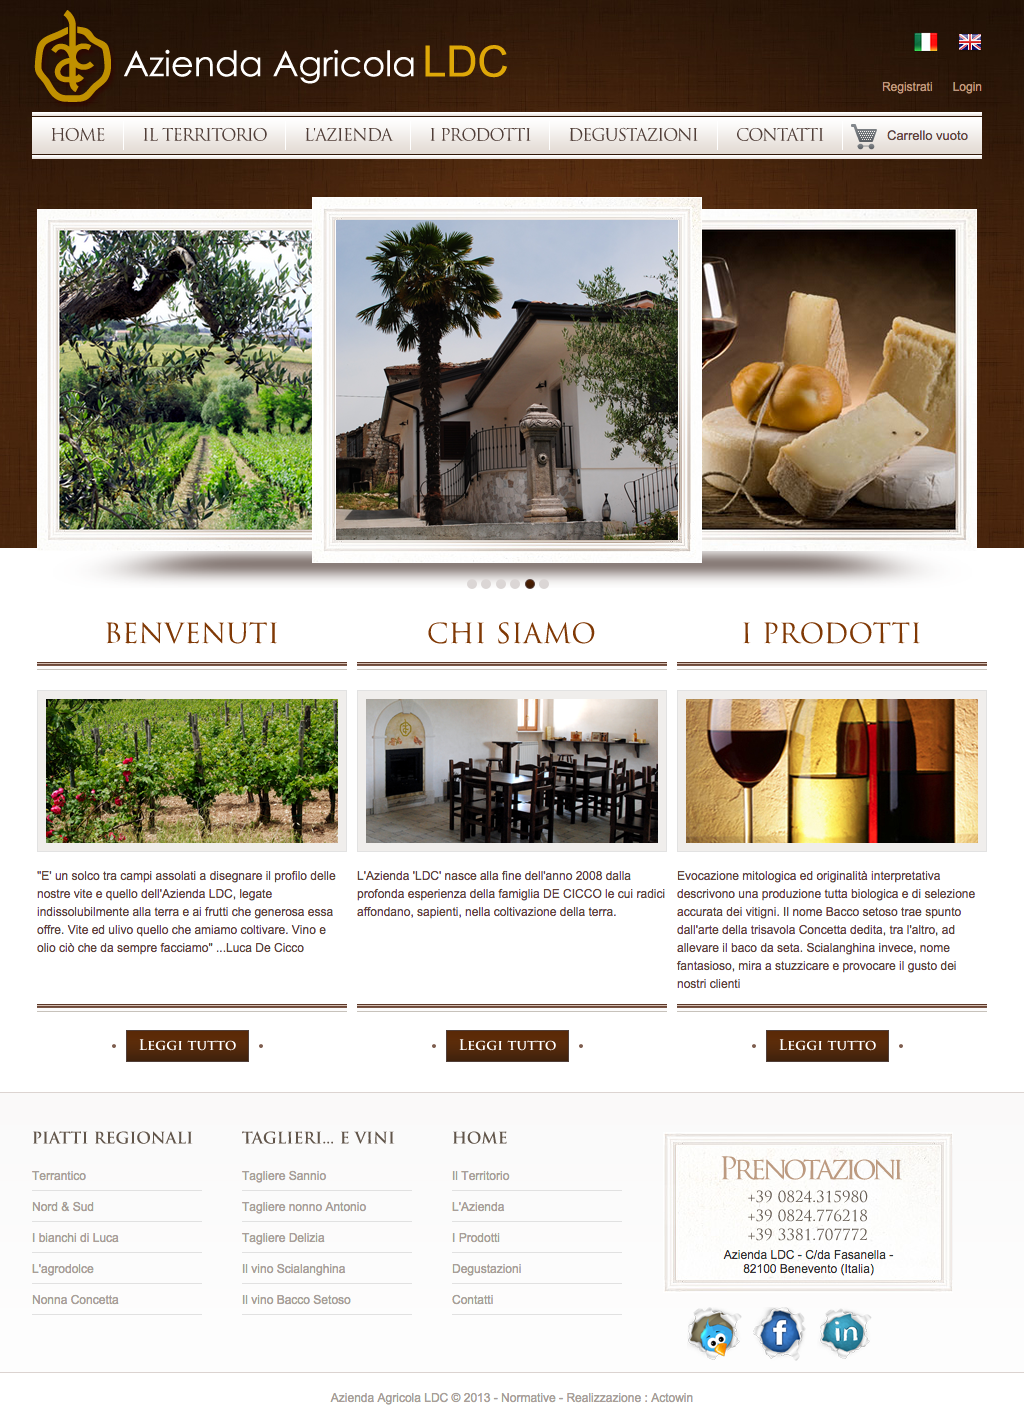 Azienda Agricola LDC
Registrati Login
HOME IL TERRITORIO L'AZIENDA I PRODOTTI DEGUSTAZIONI CONTATTI Carrello vuoto
BENVENUTI
"E' un solco tra campi assolati a disegnare il profilo delle
nostre vite e quello dell'Azienda LDC, legate
indissolubilmente alla terra e ai frutti che generosa essa
offre. Vite ed ulivo quello che amiamo coltivare. Vino e
olio ciò che da sempre facciamo" ...Luca De Cicco
LEGGI TUTTO
CHI SIAMO
L'Azienda 'LDC' nasce alla fine dell'anno 2008 dalla
profonda esperienza della famiglia DE CICCO le cui radici
affondano, sapienti, nella coltivazione della terra.
LEGGI TUTTO
I PRODOTTI
Evocazione mitologica ed originalità interpretativa
descrivono una produzione tutta biologica e di selezione
accurata dei vitigni. Il nome Bacco setoso trae spunto
dall'arte della trisavola Concetta dedita, tra l'altro, ad
allevare il baco da seta. Scialanghina invece, nome
fantasioso, mira a stuzzicare e provocare il gusto dei
nostri clienti
LEGGI TUTTO
PIATTI REGIONALI
Terrantico
Nord & Sud
I bianchi di Luca
L'agrodolce
Nonna Concetta
TAGLIERI... E VINI
Tagliere Sannio
Tagliere nonno Antonio
Tagliere Delizia
Il vino Scialanghina
Il vino Bacco Setoso
HOME
Il Territorio
L'Azienda
I Prodotti
Degustazioni
Contatti
PRENOTAZIONI
+39 0824.315980
+39 0824.776218
+39 3381.707772
Azienda LDC - C/da Fasanella -
82100 Benevento (Italia)
f in
Azienda Agricola LDC © 2013 - Normative - Realizzazione : Actowin